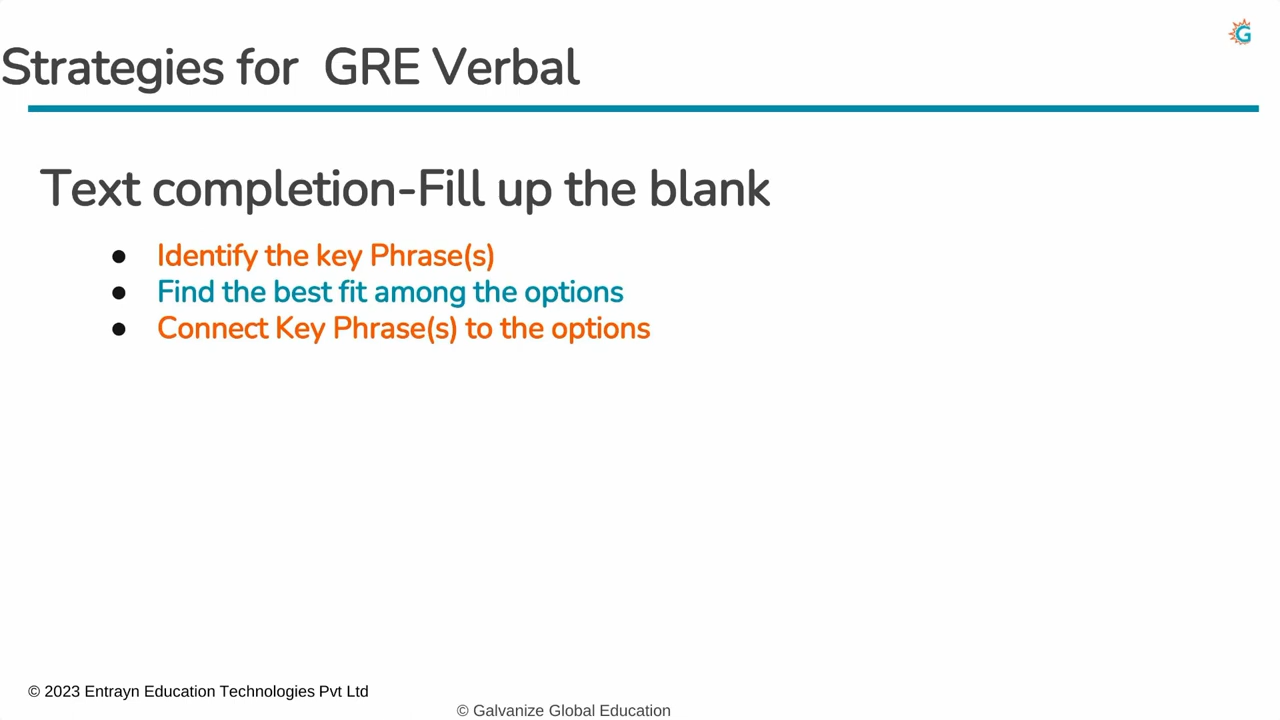 G
Strategies for  GRE Verbal
Text completion-Fill up the blank
● Identify the key Phrase(s)
● Find the best fit among the options
● Connect Key Phrase(s) to the options
© 2023 Entrayn Education Technologies Pvt Ltd
© Galvanize Global Education